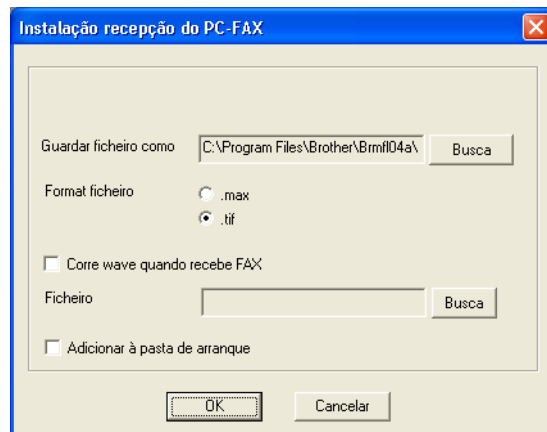 Instalação recepção do PC-FAX
Guardar ficheiro como C:\Program Files\Brother\Brmfl04a\ Busca
Format ficheiro .max
.tif
Corre wave quando recebe FAX
Ficheiro Busca
Adicionar à pasta de arranque
OK Cancelar